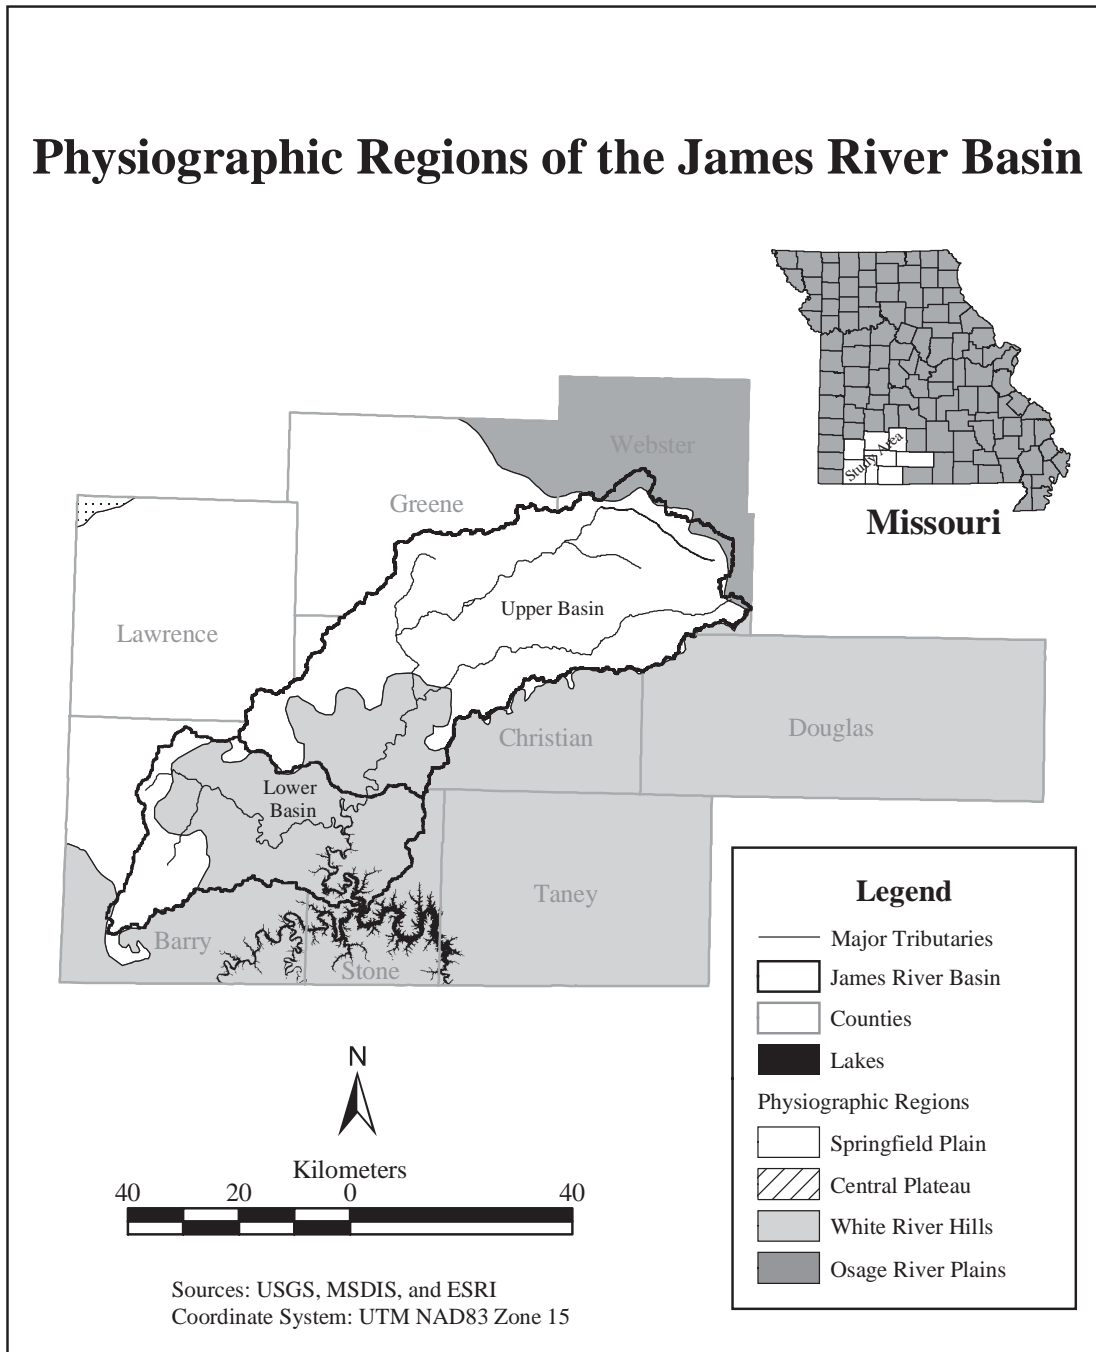 Physiographic Regions of the James River Basin
Study Area
Missouri
Webster
Greene
Lawrence
Upper Basin
Christian
Douglas
Lower
Basin
Taney
Barry
Stone
Legend
Major Tributaries
James River Basin
Counties
Lakes
Physiographic Regions
Springfield Plain
Central Plateau
White River Hills
Osage River Plains
N
Kilometers
40 20 0 40
Sources: USGS, MSDIS, and ESRI
Coordinate System: UTM NAD83 Zone 15